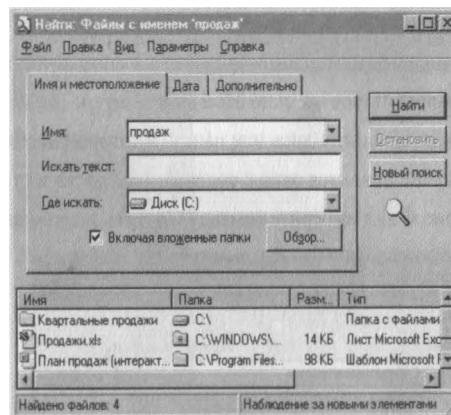 Найти: Файлы с именем 'продаж'
Файл Правка Вид Параметры Справка
Имя и местоположение Дата Дополнительно
Найти
Имя: продаж
Остановить
Искать текст:
Новый поиск
Где искать: Диск (C:)
Включая вложенные папки Обзор...
Имя Папка Разм... Тип
Квартальные продажи C:\ Папка с файлами
Продажи.xls C:\WINDOWS\... 14 КБ Лист Microsoft Exc
План продаж (интеракт... C:\Program Files... 98 КБ Шаблон Microsoft F
Найдено файлов: 4 Наблюдение за новыми элементами